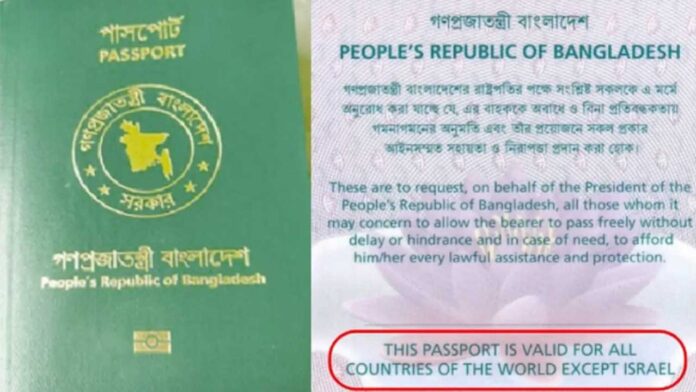 পাসপোর্ট
PASSPORT
গণপ্রজাতন্ত্রী বাংলাদেশ
সরকার
গণপ্রজাতন্ত্রী বাংলাদেশ
People's Republic of Bangladesh
গণপ্রজাতন্ত্রী বাংলাদেশ
PEOPLE'S REPUBLIC OF BANGLADESH
গণপ্রজাতন্ত্রী বাংলাদেশের রাষ্ট্রপতির পক্ষে সংশ্লিষ্ট সকলকে এ মর্মে
অনুরোধ করা যাচ্ছে যে, এর বাহককে অবাধে ও বিনা প্রতিবন্ধকতায়
গমনাগমনের অনুমতি এবং তাঁর প্রয়োজনে সকল প্রকার
আইনসম্মত সহায়তা ও নিরাপত্তা প্রদান করা হোক।
These are to request, on behalf of the President of the
People's Republic of Bangladesh, all those whom it
may concern to allow the bearer to pass freely without
delay or hindrance and in case of need, to afford
him/her every lawful assistance and protection.
THIS PASSPORT IS VALID FOR ALL
COUNTRIES OF THE WORLD EXCEPT ISRAEL